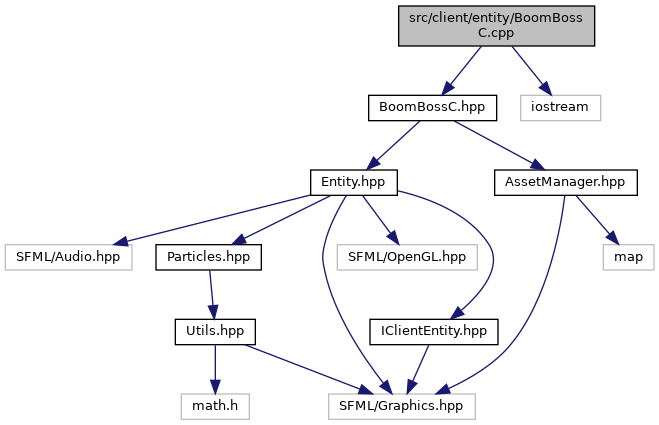 src/client/entity/BoomBoss
C.cpp
BoomBossC.hpp
iostream
Entity.hpp
AssetManager.hpp
SFML/Audio.hpp
Particles.hpp
SFML/OpenGL.hpp
map
Utils.hpp
IClientEntity.hpp
math.h
SFML/Graphics.hpp